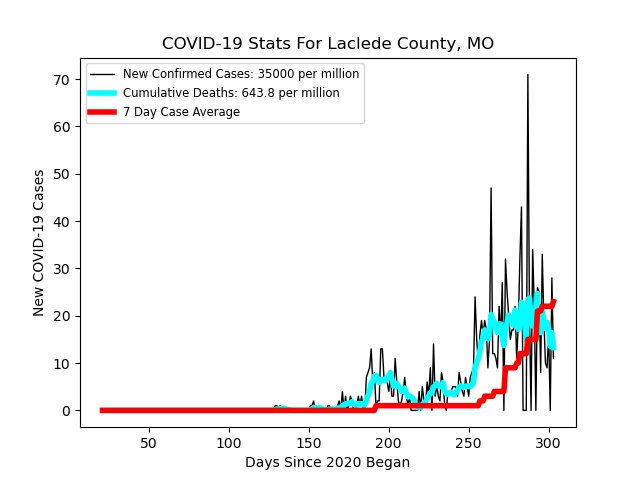 COVID-19 Stats For Laclede County, MO
New Confirmed Cases: 35000 per million
Cumulative Deaths: 643.8 per million
7 Day Case Average
New COVID-19 Cases
70
60
50
40
30
20
10
0
50 100 150 200 250 300
Days Since 2020 Began